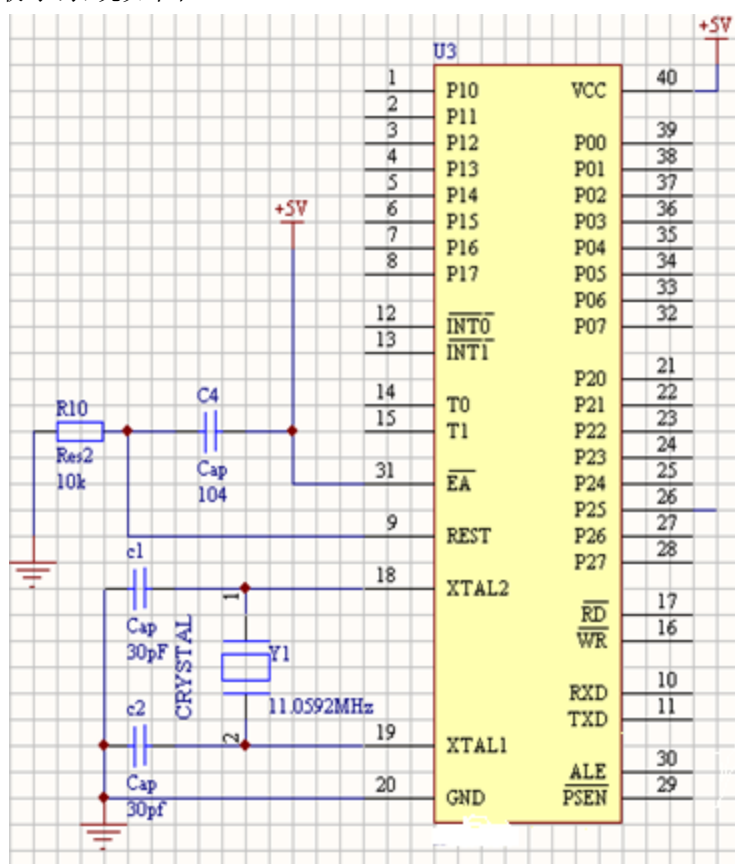 +5V
U3
1 P10 VCC 40
2 P11
3 P12 P00 39
4 P13 P01 38
5 P14 P02 37
6 P15 P03 36
7 P16 P04 35
8 P17 P05 34
P06 33
12 INT0 P07 32
13 INT1
P20 21
14 T0 P21 22
15 T1 P22 23
P23 24
31 EA P24 25
P25 26
9 REST P26 27
P27 28
18 XTAL2
RD 17
WR 16
RXD 10
TXD 11
19 XTAL1
ALE 30
20 GND PSEN 29
+5V
R10
Res2
10k
C4
Cap
104
c1
Cap
30pF
CRYSTAL
1
Y1
11.0592MHz
2
c2
Cap
30pf